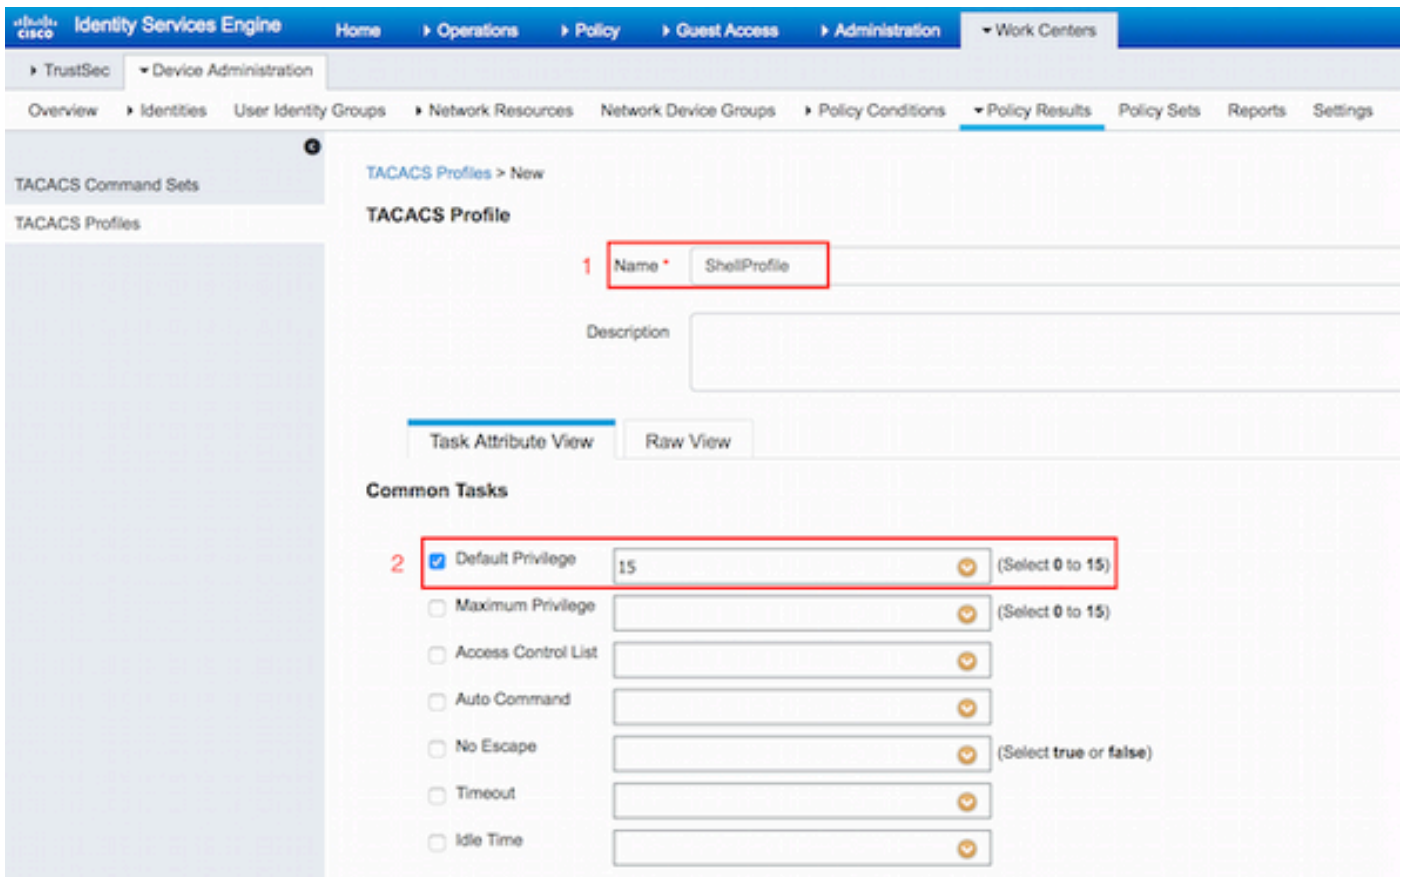 cisco Identity Services Engine Home Operations Policy Guest Access Administration Work Centers
TrustSec Device Administration
Overview Identities User Identity Groups Network Resources Network Device Groups Policy Conditions Policy Results Policy Sets Reports Settings
TACACS Command Sets
TACACS Profiles
TACACS Profiles > New
TACACS Profile
1 Name * ShellProfile
Description
Task Attribute View Raw View
Common Tasks
2 Default Privilege 15 (Select 0 to 15)
Maximum Privilege (Select 0 to 15)
Access Control List
Auto Command
No Escape (Select true or false)
Timeout
Idle Time